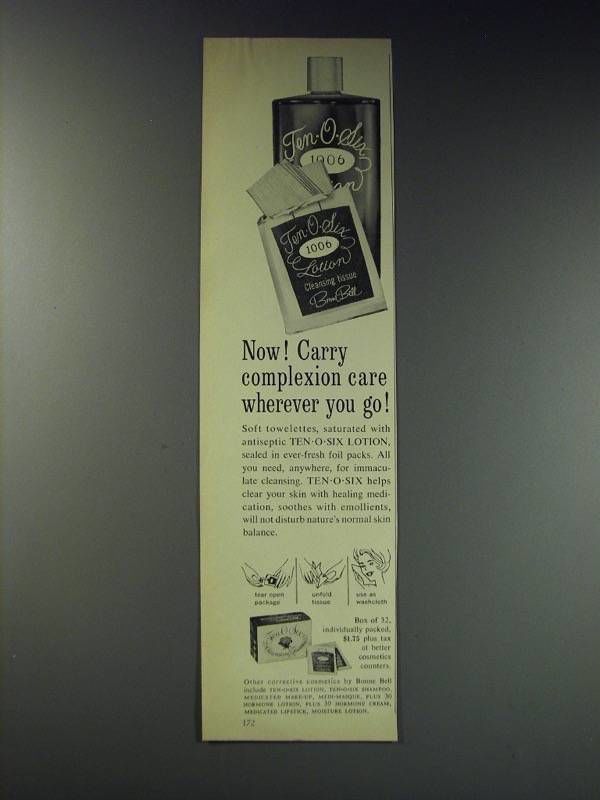 Ten·O·Six
1006
Ten·O·Six
1006
Lotion
Cleansing tissue
Bonne Bell
Now! Carry
complexion care
wherever you go!
Soft towelettes, saturated with
antiseptic TEN·O·SIX LOTION,
sealed in ever-fresh foil packs. All
you need, anywhere, for immacu-
late cleansing. TEN·O·SIX helps
clear your skin with healing medi-
cation, soothes with emollients,
will not disturb nature's normal skin
balance.
tear open
package
unfold
tissue
use as
washcloth
Ten·O·Six
Box of 32,
individually packed,
$1.75 plus tax
at better
cosmetics
counters.
Other corrective cosmetics by Bonne Bell
include TEN·O·SIX LOTION, TEN·O·SIX SHAMPOO,
MEDICATED MAKE-UP, MEDI-MASQUE, PLUS 30
HORMONE LOTION, PLUS 30 HORMONE CREAM,
MEDICATED LIPSTICK, MOISTURE LOTION.
172